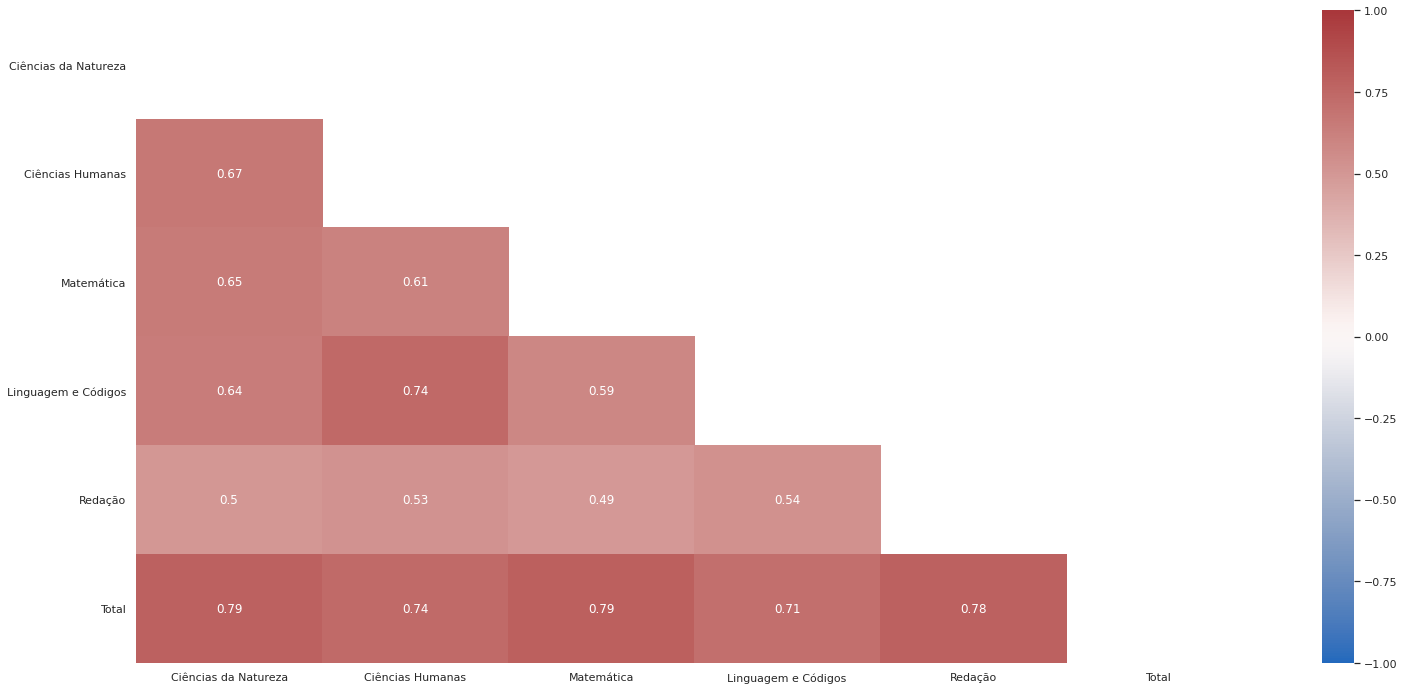 1.00
Ciências da Natureza
0.75
Ciências Humanas 0.67
0.50
0.25
Matemática 0.65 0.61
0.00
Linguagem e Códigos 0.64 0.74 0.59
−0.25
Redação 0.5 0.53 0.49 0.54
−0.50
−0.75
Total 0.79 0.74 0.79 0.71 0.78
−1.00
Ciências da Natureza Ciências Humanas Matemática Linguagem e Códigos Redação Total